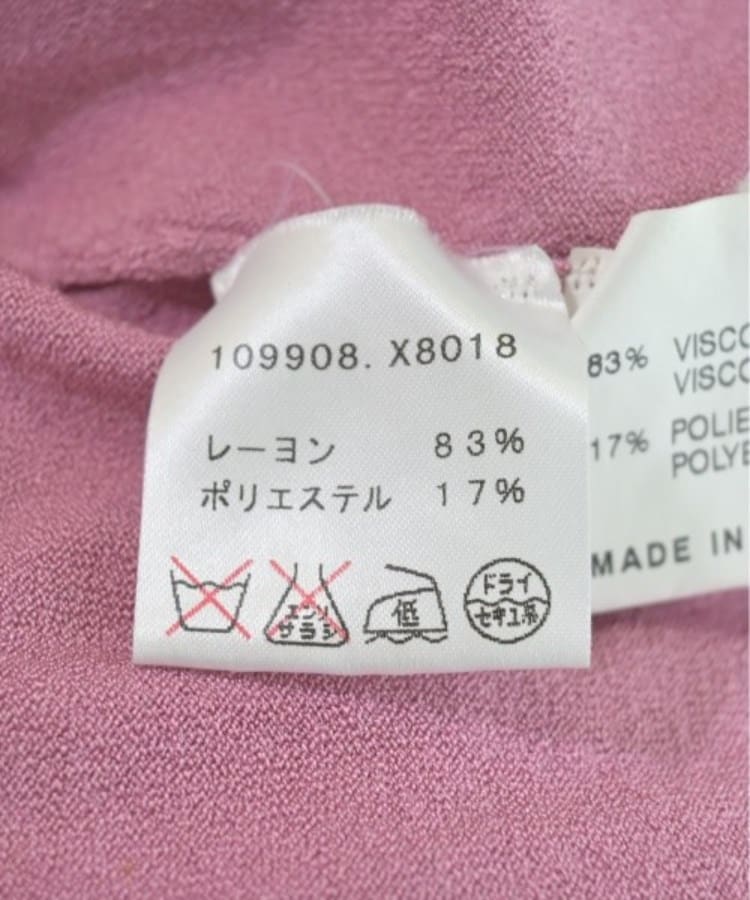 109908. X8018
レーヨン 83%
ポリエステル 17%
エンソ
サラシ
低
ドライ
セキユ系
83% VISCO
VISCO
17% POLIE
POLYE
MADE IN